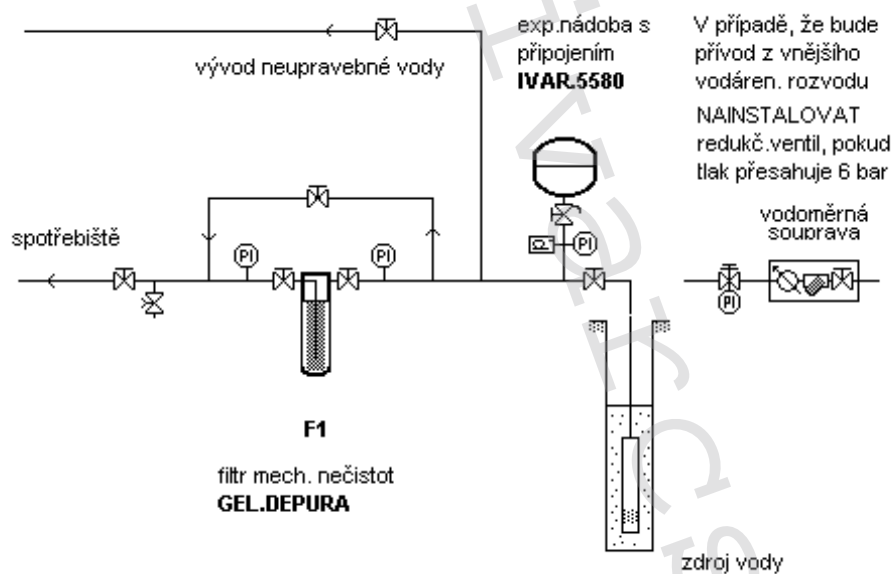 exp.nádoba s
připojením
IVAR.5580
V případě, že bude
přívod z vnějšího
vodáren. rozvodu
NAINSTALOVAT
redukč.ventil, pokud
tlak přesahuje 6 bar
vývod neupravebné vody
vodoměrná
souprava
spotřebiště
PI
PI
PI
PI
F1
filtr mech. nečistot
GEL.DEPURA
zdroj vody